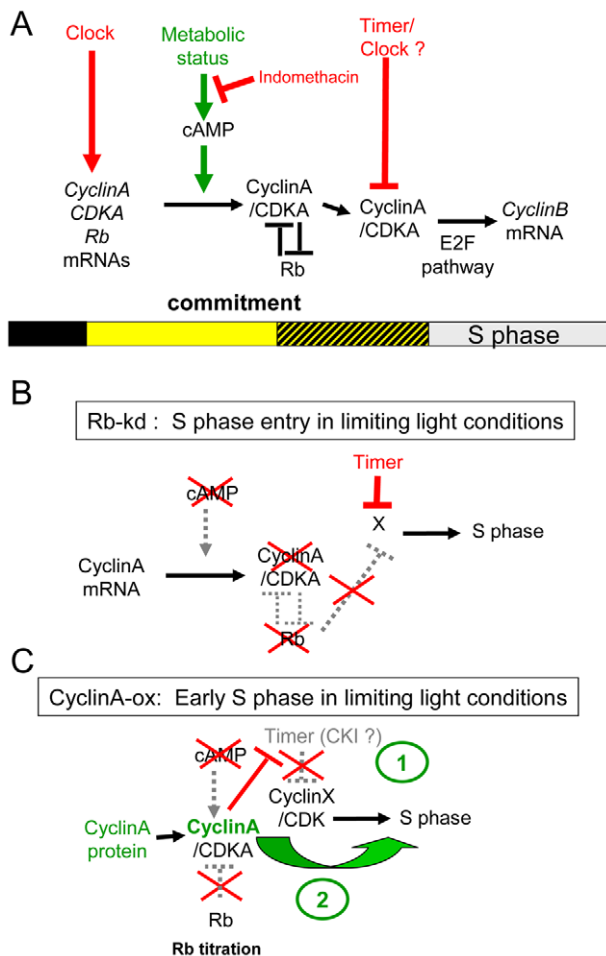 A
Clock
Metabolic
status
Timer/
Clock ?
Indomethacin
cAMP
CyclinA
CDKA
Rb
mRNAs
CyclinA
/CDKA
Rb
CyclinA
/CDKA
E2F
pathway
CyclinB
mRNA
commitment
S phase
B
Rb-kd : S phase entry in limiting light conditions
Timer
cAMP
X
S phase
CyclinA
mRNA
CyclinA
/CDKA
Rb
C
CyclinA-ox: Early S phase in limiting light conditions
Timer (CKI ?)
cAMP
1
CyclinX
/CDK
S phase
CyclinA
protein
CyclinA
/CDKA
2
Rb
Rb titration